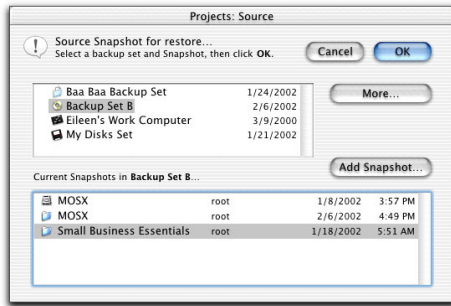 Projects: Source
Source Snapshot for restore...
Select a backup set and Snapshot, then click OK.
Cancel
OK
Baa Baa Backup Set 1/24/2002
Backup Set B 2/6/2002
Eileen's Work Computer 3/9/2000
My Disks Set 1/21/2002
More...
Add Snapshot...
Current Snapshots in Backup Set B...
MOSX root 1/8/2002 3:57 PM
MOSX root 2/6/2002 4:49 PM
Small Business Essentials root 1/18/2002 5:51 AM